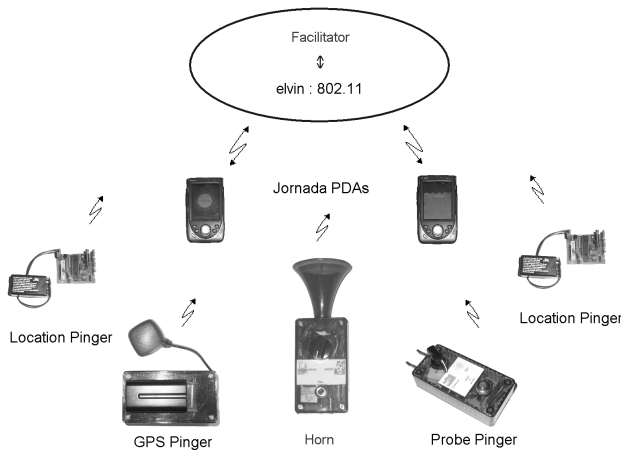 Facilitator
elvin : 802.11
Jornada PDAs
Location Pinger
Location Pinger
GPS Pinger
Horn
Probe Pinger